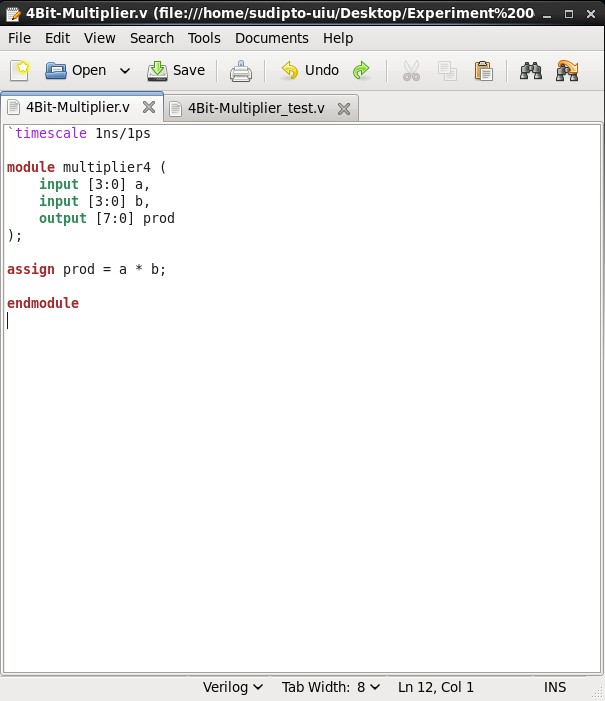 4Bit-Multiplier.v (file:///home/sudipto-uiu/Desktop/Experiment%200
File Edit View Search Tools Documents Help
Open Save Undo
4Bit-Multiplier.v 4Bit-Multiplier_test.v
`timescale 1ns/1ps
module multiplier4 (
    input [3:0] a,
    input [3:0] b,
    output [7:0] prod
);
assign prod = a * b;
endmodule
Verilog Tab Width: 8 Ln 12, Col 1 INS